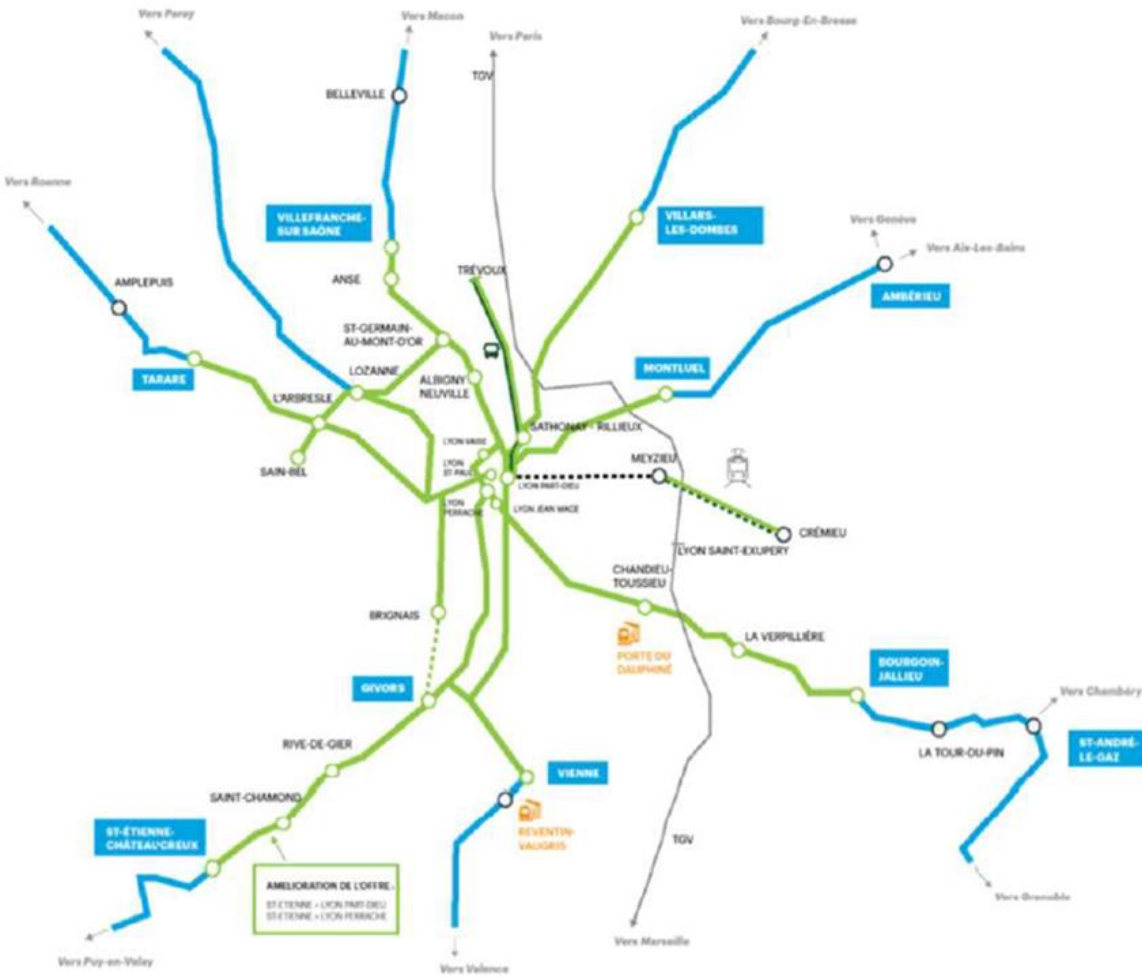 Vers Paray
Vers Macon
Vers Paris
Vers Bourg-En-Bresse
TGV
BELLEVILLE
Vers Roanne
VILLEFRANCHE-
SUR SAÔNE
VILLARS-
LES-DOMBES
Vers Genève
Vers Aix-Les-Bains
TRÉVOUX
ANSE
AMPLEPUIS
AMBÉRIEU
ST-GERMAIN-
AU-MONT-D'OR
LOZANNE
MONTLUEL
TARARE
ALBIGNY
NEUVILLE
L'ARBRESLE
SATHONAY - RILLIEUX
LYON VAISE
MEYZIEU
SAIN-BEL
LYON
ST-PAUL
LYON PART-DIEU
LYON
PERRACHE
LYON JEAN MACE
CRÉMIEU
LYON SAINT-EXUPERY
CHANDIEU-
TOUSSIEU
BRIGNAIS
LA VERPILLIÈRE
PORTE DU
DAUPHINÉ
BOURGOIN-
JALLIEU
GIVORS
Vers Chambéry
RIVE-DE-GIER
LA TOUR-DU-PIN
ST-ANDRÉ-
LE-GAZ
VIENNE
SAINT-CHAMOND
REVENTIN-
VAUGRIS
ST-ÉTIENNE-
CHÂTEAUCREUX
TGV
AMELIORATION DE L'OFFRE :
ST-ETIENNE - LYON PART-DIEU
ST-ETIENNE - LYON PERRACHE
Vers Grenoble
Vers Marseille
Vers Puy-en-Velay
Vers Valence